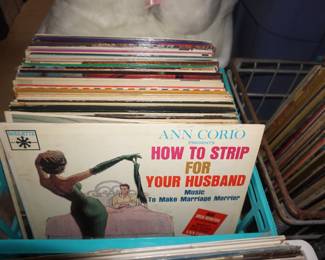 ANN CORIO
PRESENTS
HOW TO STRIP
FOR
YOUR HUSBAND
Music
To Make Marriage Merrier